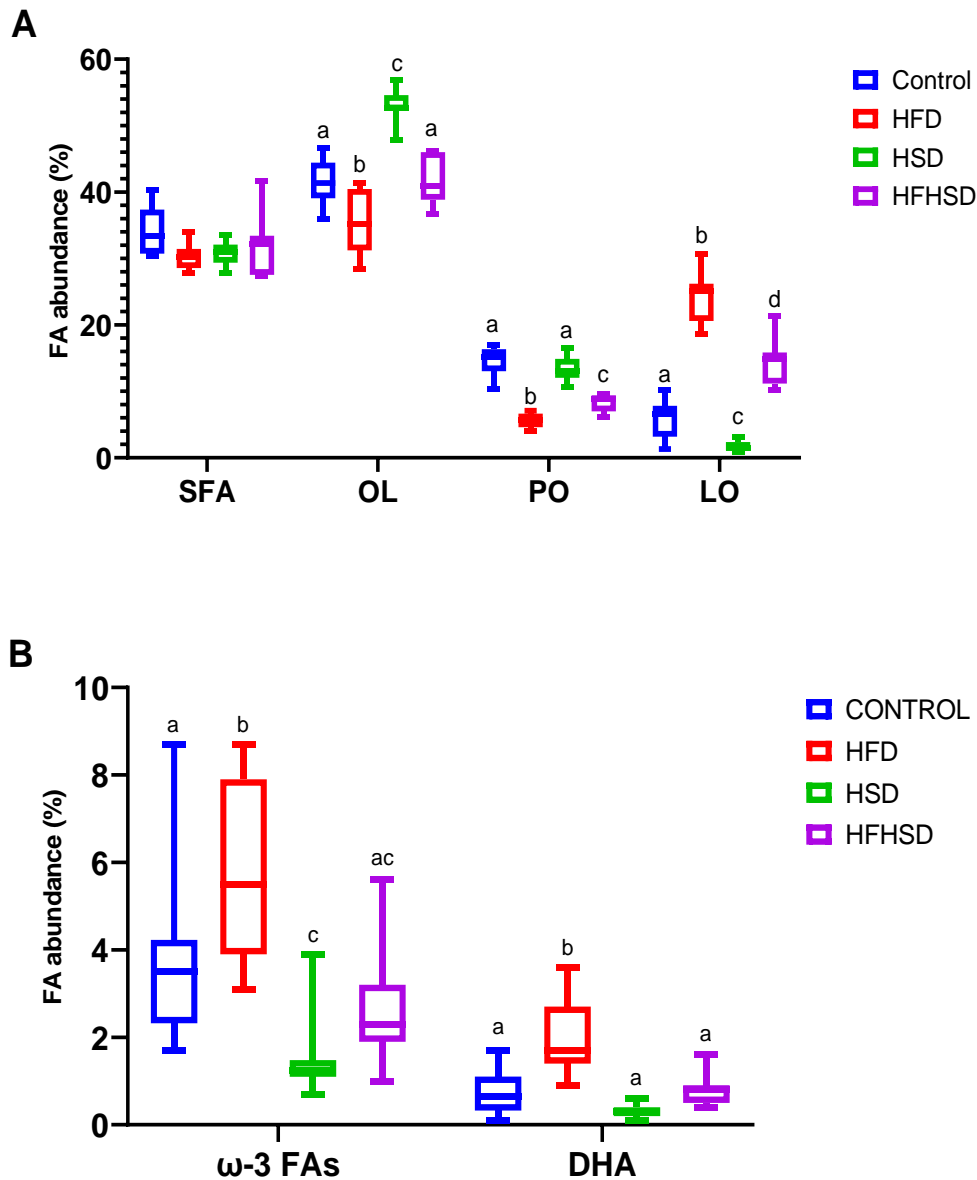 A
FA abundance (%)
60
40
20
0
a
b
c
a
a
b
a
c
a
b
c
d
SFA OL PO LO
Control
HFD
HSD
HFHSD
B
FA abundance (%)
10
8
6
4
2
0
a
b
c
ac
a
b
a
a
ω-3 FAs DHA
CONTROL
HFD
HSD
HFHSD